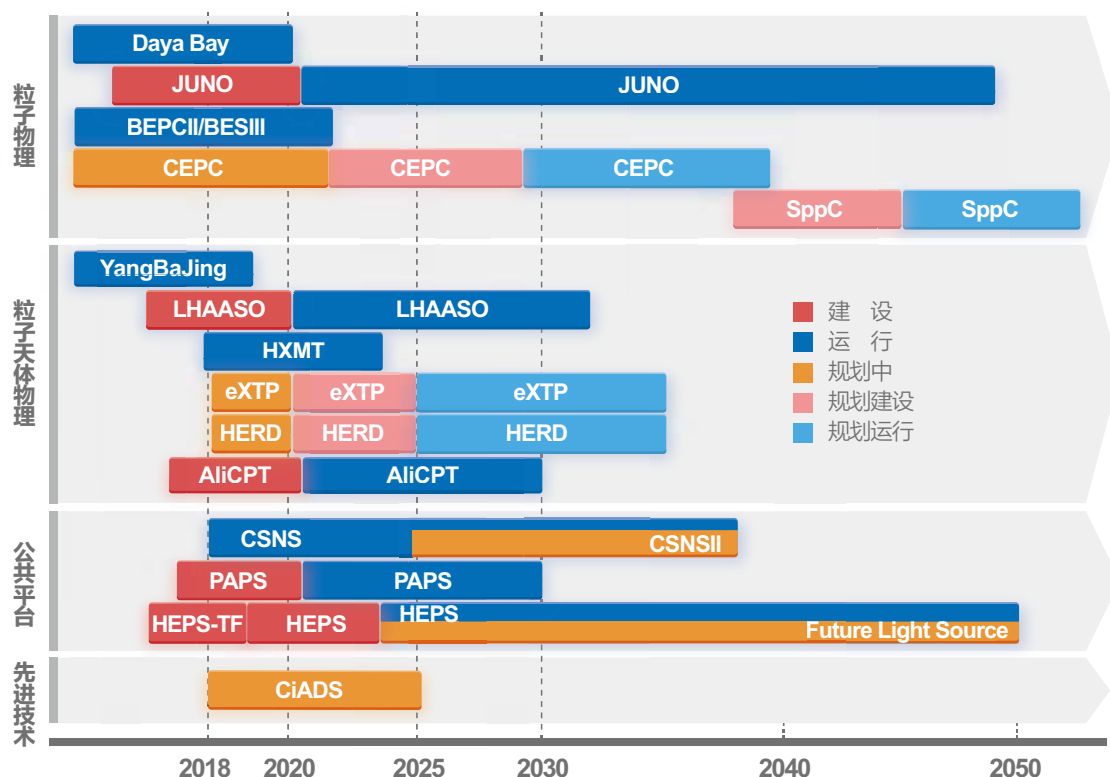 粒子物理
Daya Bay
JUNO
JUNO
BEPCII/BESIII
CEPC
CEPC
CEPC
SppC
SppC
粒子天体物理
YangBaJing
LHAASO
LHAASO
HXMT
eXTP
eXTP
eXTP
HERD
HERD
HERD
AliCPT
AliCPT
建 设
运 行
规划中
规划建设
规划运行
公共平台
CSNS
CSNSII
PAPS
PAPS
HEPS-TF
HEPS
HEPS
Future Light Source
先进技术
CiADS
2018
2020
2025
2030
2040
2050